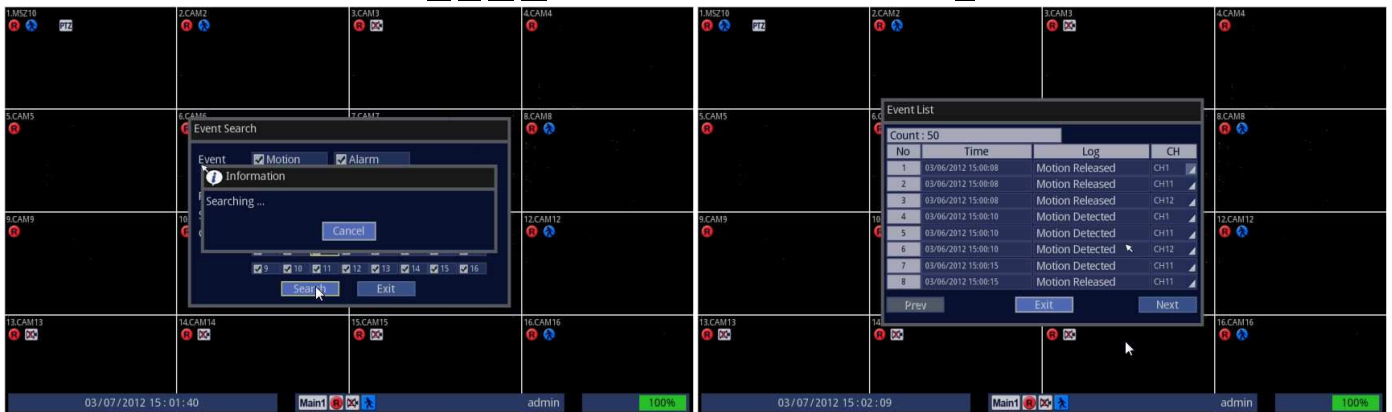 1.MSZ10 2.CAM2 3.CAM3 4.CAM4
PTZ
5.CAM5 6.CAM6 7.CAM7 8.CAM8
Event Search
Event Motion Alarm
Information
Searching ...
Cancel
9.CAM9 12.CAM12
9 10 11 12 13 14 15 16
Search Exit
13.CAM13 14.CAM14 15.CAM15 16.CAM16
03/07/2012 15:01:40 Main1 R admin 100%
1.MSZ10 2.CAM2 3.CAM3 4.CAM4
PTZ
5.CAM5 8.CAM8
Event List
Count : 50
No Time Log CH
1 03/06/2012 15:00:08 Motion Released CH1
2 03/06/2012 15:00:08 Motion Released CH11
3 03/06/2012 15:00:08 Motion Released CH12
4 03/06/2012 15:00:10 Motion Detected CH1
5 03/06/2012 15:00:10 Motion Detected CH11
6 03/06/2012 15:00:10 Motion Detected CH12
7 03/06/2012 15:00:15 Motion Detected CH11
8 03/06/2012 15:00:15 Motion Released CH11
Prev Exit Next
9.CAM9 12.CAM12
13.CAM13 16.CAM16
03/07/2012 15:02:09 Main1 R admin 100%